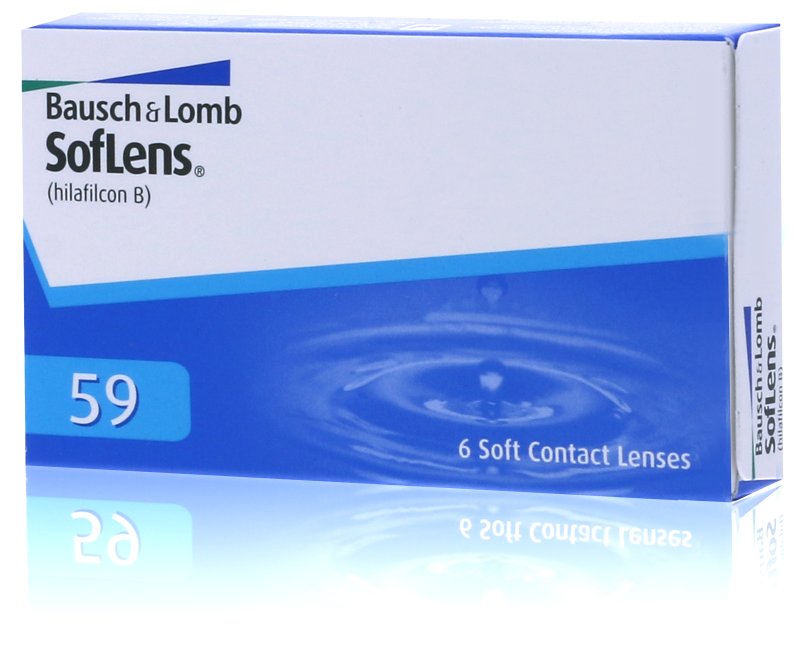 Bausch & Lomb
SofLens®
(hilafilcon B)
59
6 Soft Contact Lenses
Bausch & Lomb
SofLens®
(hilafilcon B)